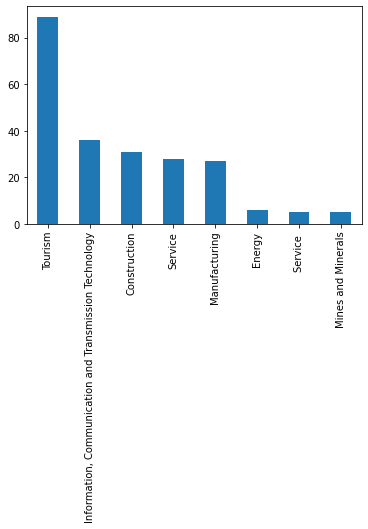 80
60
40
20
0
Tourism
Information, Communication and Transmission Technology
Construction
Service
Manufacturing
Energy
Service
Mines and Minerals